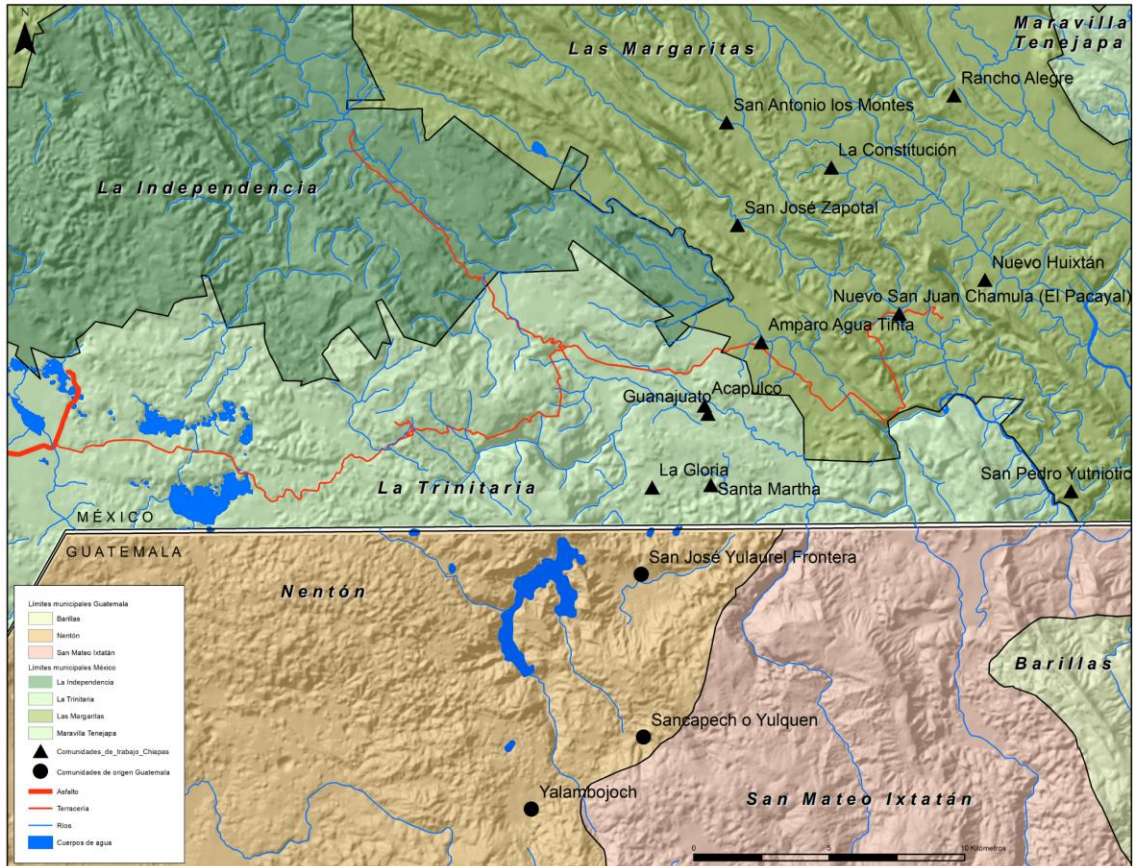 N
Las Margaritas
Maravilla
Tenejapa
Rancho Alegre
San Antonio los Montes
La Constitución
La Independencia
San José Zapotal
Nuevo Huixtán
Nuevo San Juan Chamula (El Pacayal)
Amparo Agua Tinta
Acapulco
Guanajuato
La Gloria
Santa Martha
La Trinitaria
San Pedro Yutniotic
MÉXICO
GUATEMALA
San José Yulaurel Frontera
Nentón
Barillas
Sancapech o Yulquen
Yalambojoch
San Mateo Ixtatán
Límites municipales Guatemala
Barillas
Nentón
San Mateo Ixtatán
Límites municipales México
La Independencia
La Trinitaria
Las Margaritas
Maravilla Tenejapa
Comunidades_de_trabajo_Chiapas
Comunidades de origen Guatemala
Asfalto
Terracería
Ríos
Cuerpos de agua
0 5 10 Kilómetros